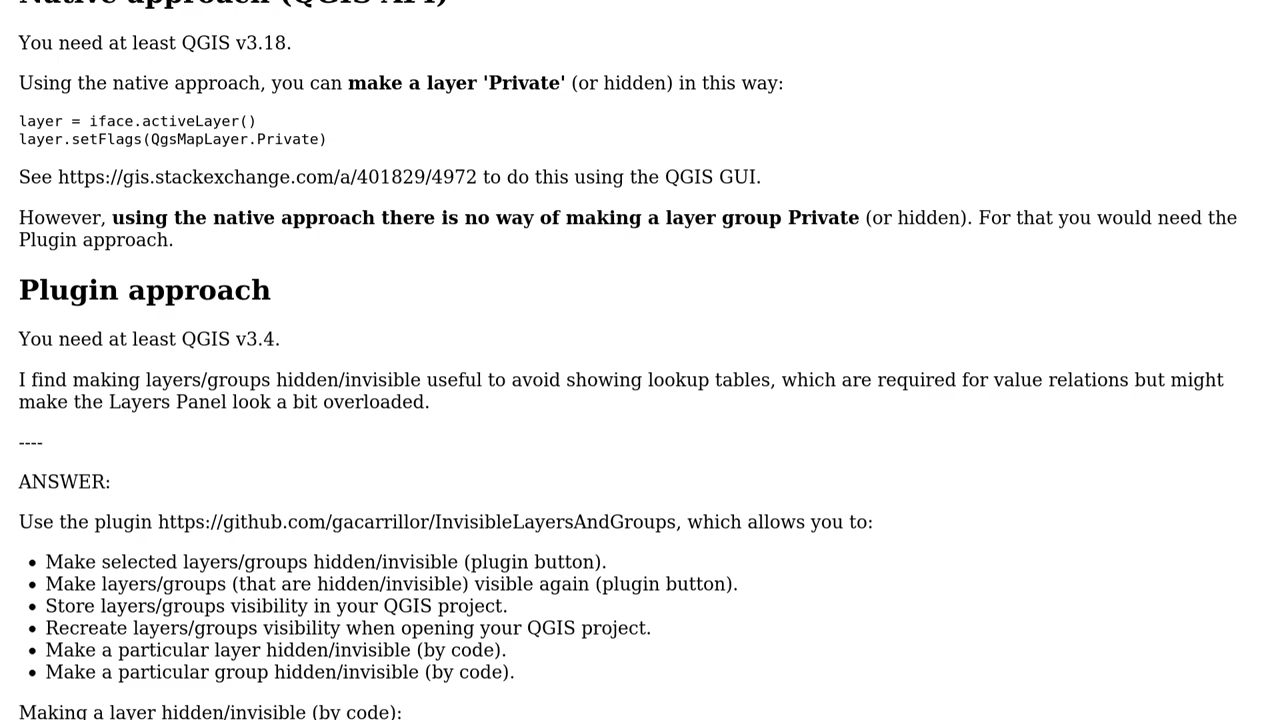 Native approach (QGIS API)
You need at least QGIS v3.18.
Using the native approach, you can make a layer 'Private' (or hidden) in this way:
layer = iface.activeLayer()
layer.setFlags(QgsMapLayer.Private)
See https://gis.stackexchange.com/a/401829/4972 to do this using the QGIS GUI.
However, using the native approach there is no way of making a layer group Private (or hidden). For that you would need the
Plugin approach.
Plugin approach
You need at least QGIS v3.4.
I find making layers/groups hidden/invisible useful to avoid showing lookup tables, which are required for value relations but might
make the Layers Panel look a bit overloaded.
----
ANSWER:
Use the plugin https://github.com/gacarrillor/InvisibleLayersAndGroups, which allows you to:
• Make selected layers/groups hidden/invisible (plugin button).
• Make layers/groups (that are hidden/invisible) visible again (plugin button).
• Store layers/groups visibility in your QGIS project.
• Recreate layers/groups visibility when opening your QGIS project.
• Make a particular layer hidden/invisible (by code).
• Make a particular group hidden/invisible (by code).
Making a layer hidden/invisible (by code):